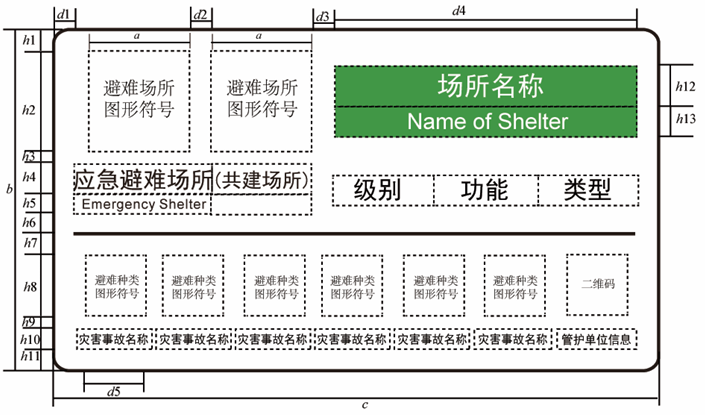 d1
d2
d3
d4
a
a
h1
h2
h3
h4
h5
h6
h7
h8
h9
h10
h11
h12
h13
b
避难场所
图形符号
避难场所
图形符号
场所名称
Name of Shelter
应急避难场所
(共建场所)
Emergency Shelter
级别
功能
类型
避难种类
图形符号
避难种类
图形符号
避难种类
图形符号
避难种类
图形符号
避难种类
图形符号
避难种类
图形符号
二维码
灾害事故名称
灾害事故名称
灾害事故名称
灾害事故名称
灾害事故名称
灾害事故名称
管护单位信息
d5
c